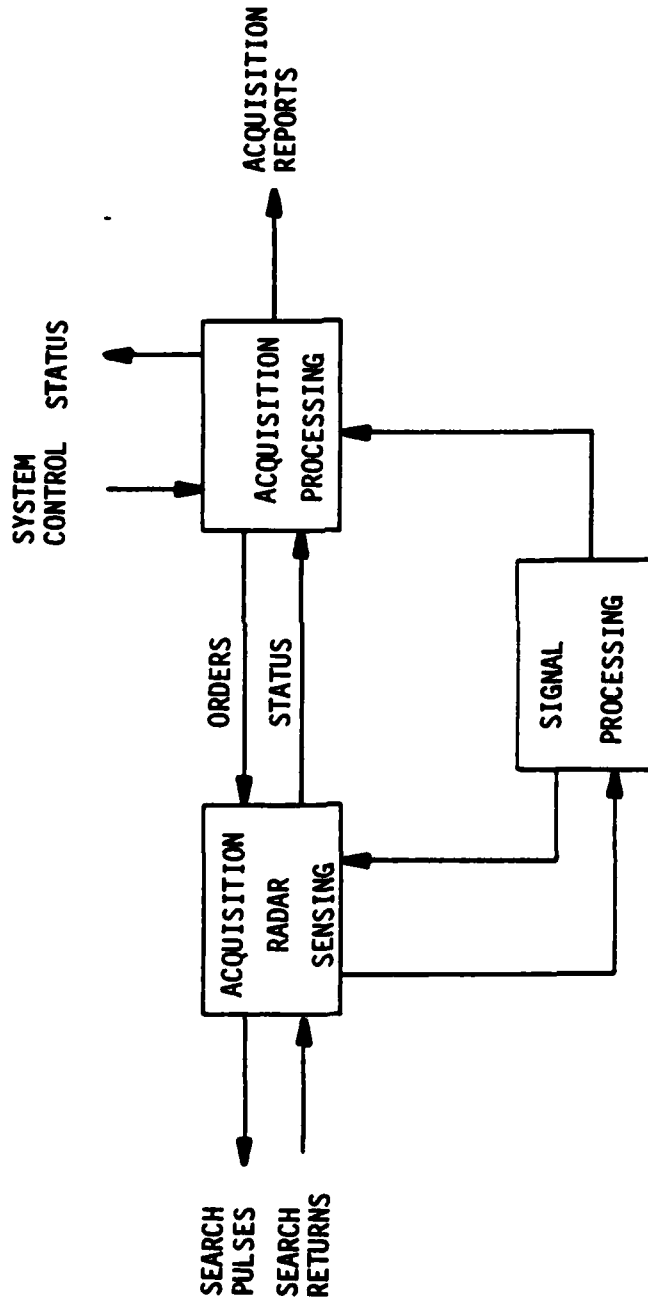 SYSTEM
CONTROL
STATUS
SEARCH
PULSES
SEARCH
RETURNS
ACQUISITION
RADAR
SENSING
ORDERS
STATUS
ACQUISITION
PROCESSING
ACQUISITION
REPORTS
SIGNAL
PROCESSING